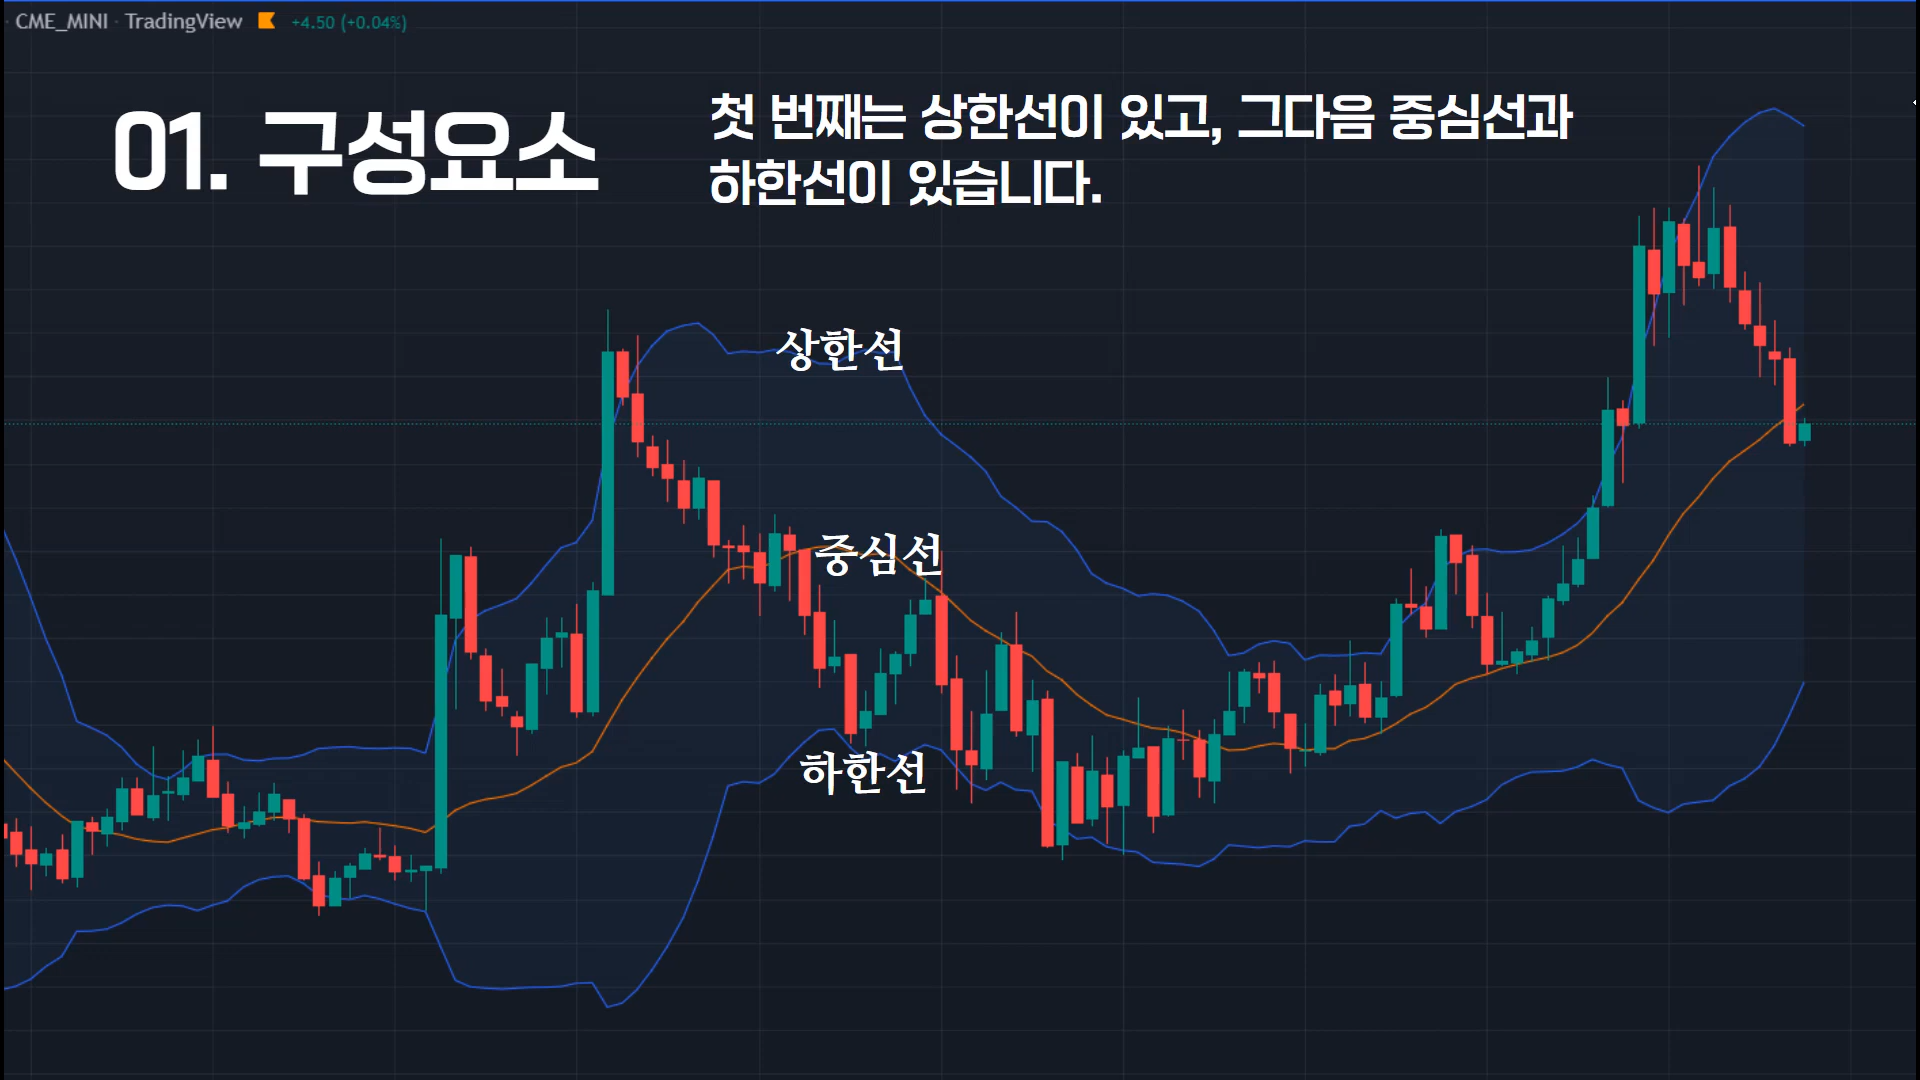 CME_MINI · TradingView +4.50 (+0.04%)
01. 구성요소
첫 번째는 상한선이 있고, 그다음 중심선과
하한선이 있습니다.
상한선
중심선
하한선